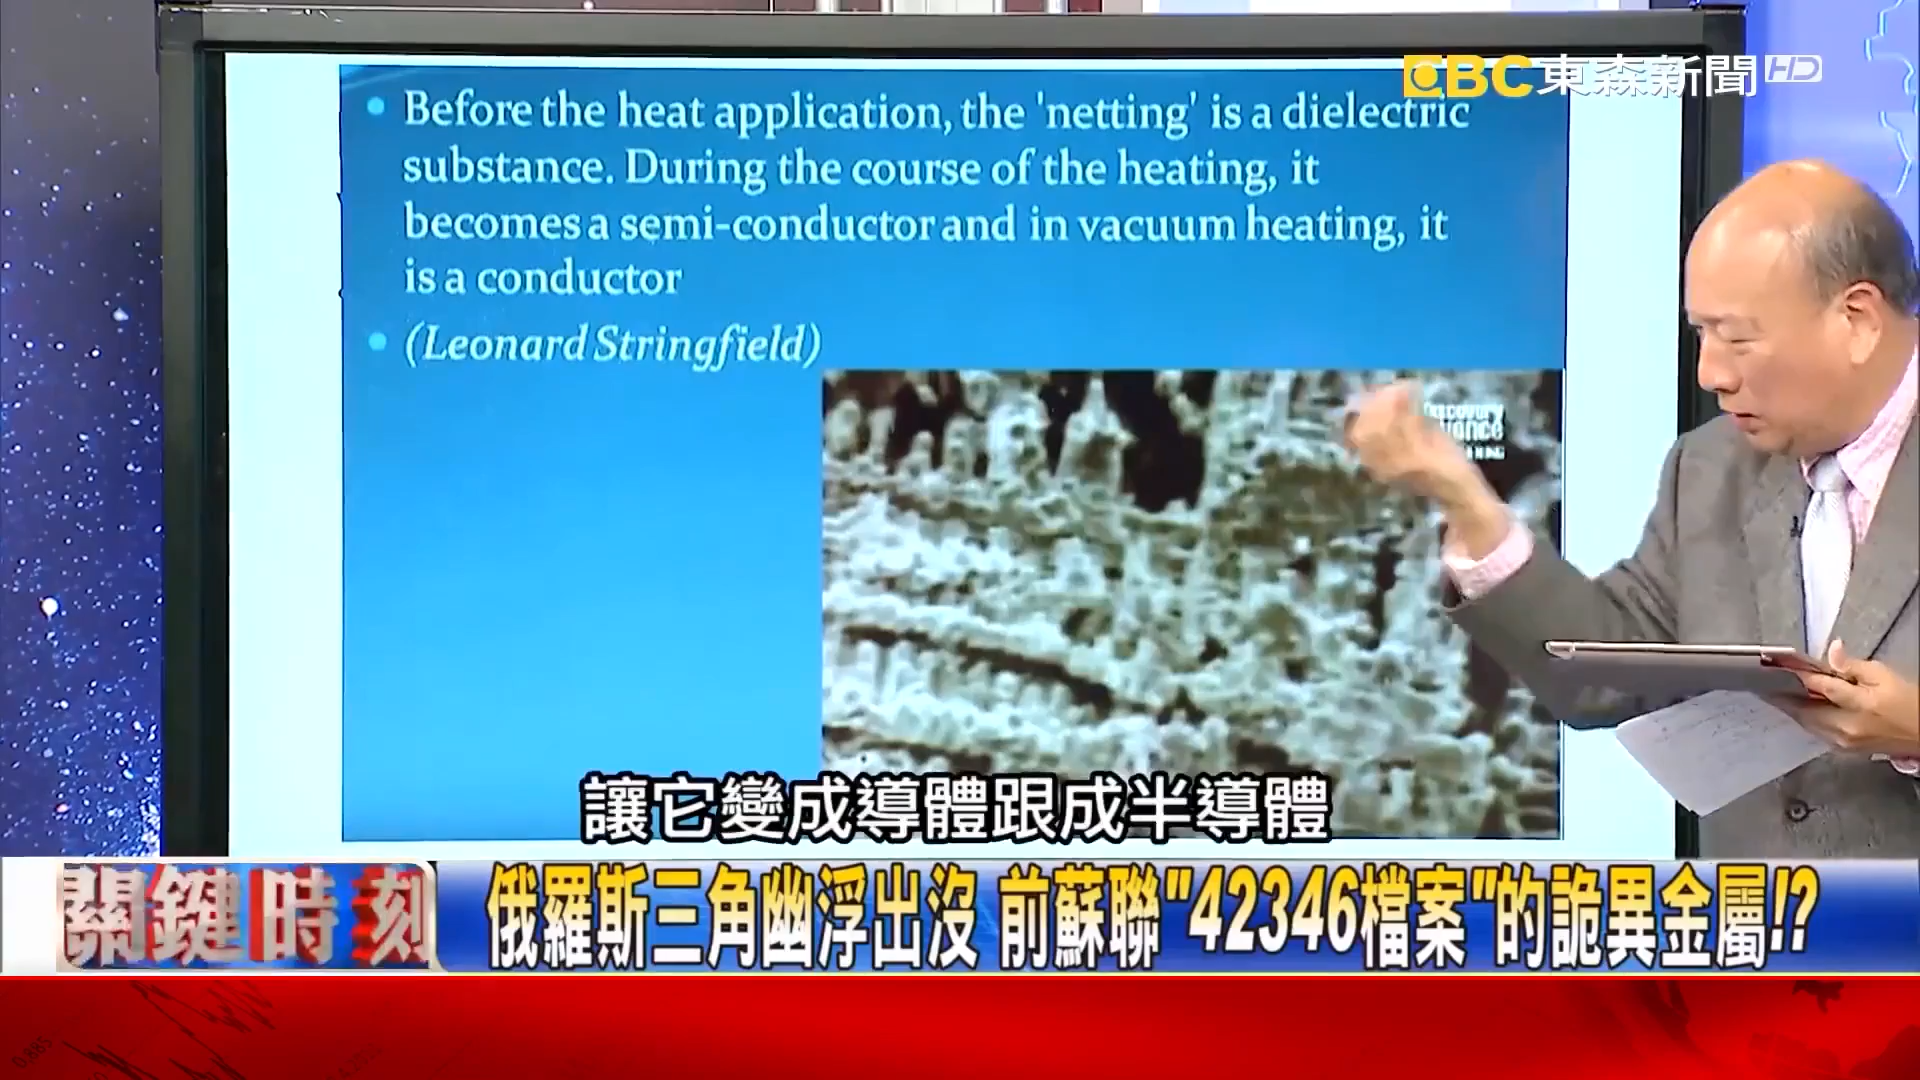 EBC東森新聞HD
Before the heat application, the 'netting' is a dielectric
substance. During the course of the heating, it
becomes a semi-conductor and in vacuum heating, it
is a conductor
(Leonard Stringfield)
讓它變成導體跟成半導體
關鍵時刻
俄羅斯三角幽浮出沒 前蘇聯"42346檔案"的詭異金屬!?
0.885